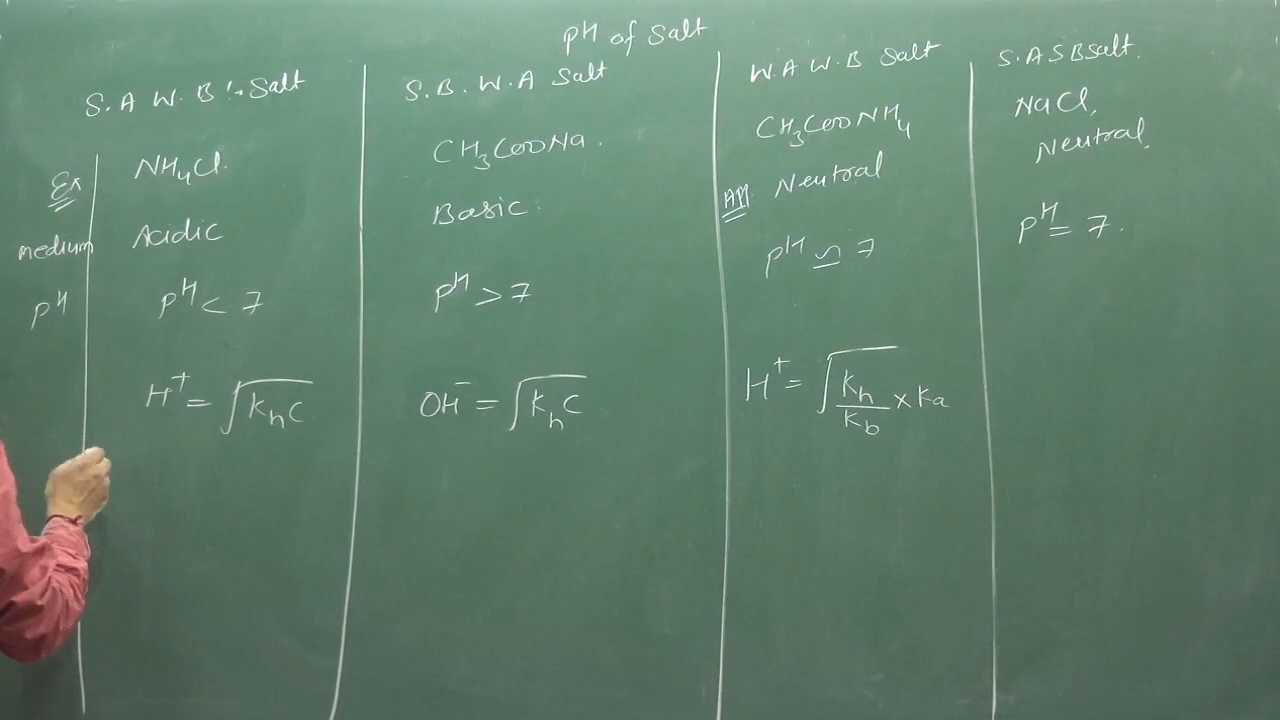 pH of Salt
S.A W.B. Salt
NH₄Cl.
Ex
medium
Acidic
pH
pH < 7
H⁺ = √KhC
S.B. W.A Salt
CH₃COONa.
Basic.
pH > 7
OH⁻ = √KhC
W.A W.B Salt
CH₃COONH₄
Neutral
pH ≃ 7
H⁺ = √Kh/Kb × Ka
S.A S B Salt.
NaCl,
Neutral,
pH = 7.